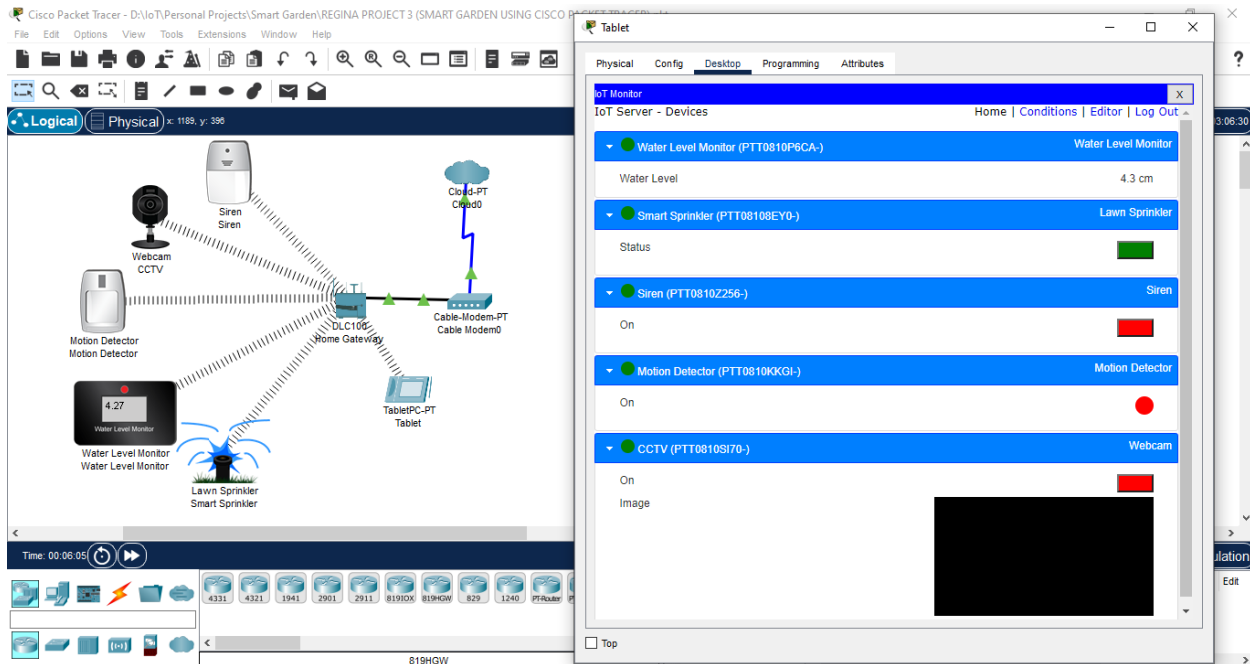 Cisco Packet Tracer - D:\IoT\Personal Projects\Smart Garden\REGINA PROJECT 3 (SMART GARDEN USING CISCO
File Edit Options View Tools Extensions Window Help
?
Logical Physical x: 1189, y: 396
3:06:30
Siren
Siren
Webcam
CCTV
Motion Detector
Motion Detector
4.27
Water Level Monitor
Water Level Monitor
Water Level Monitor
Lawn Sprinkler
Smart Sprinkler
Cloud-PT
Cloud0
DLC100
Home Gateway
Cable-Modem-PT
Cable Modem0
TabletPC-PT
Tablet
Time: 00:06:05
4331 4321 1941 2901 2911 819IOX 819HGW 829 1240 PT-Router
819HGW
ulation
Edit
Tablet
Physical Config Desktop Programming Attributes
IoT Monitor X
IoT Server - Devices Home | Conditions | Editor | Log Out
Water Level Monitor (PTT0810P6CA-) Water Level Monitor
Water Level 4.3 cm
Smart Sprinkler (PTT08108EY0-) Lawn Sprinkler
Status
Siren (PTT0810Z256-) Siren
On
Motion Detector (PTT0810KKGI-) Motion Detector
On
CCTV (PTT0810SI70-) Webcam
On
Image
Top